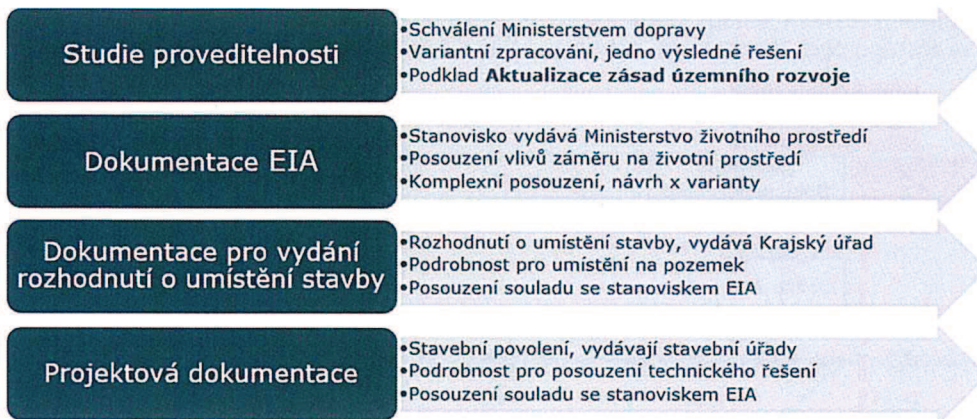 Studie proveditelnosti
•Schválení Ministerstvem dopravy
•Variantní zpracování, jedno výsledné řešení
•Podklad Aktualizace zásad územního rozvoje
Dokumentace EIA
•Stanovisko vydává Ministerstvo životního prostředí
•Posouzení vlivů záměru na životní prostředí
•Komplexní posouzení, návrh x varianty
Dokumentace pro vydání
rozhodnutí o umístění stavby
•Rozhodnutí o umístění stavby, vydává Krajský úřad
•Podrobnost pro umístění na pozemek
•Posouzení souladu se stanoviskem EIA
Projektová dokumentace
•Stavební povolení, vydávají stavební úřady
•Podrobnost pro posouzení technického řešení
•Posouzení souladu se stanoviskem EIA